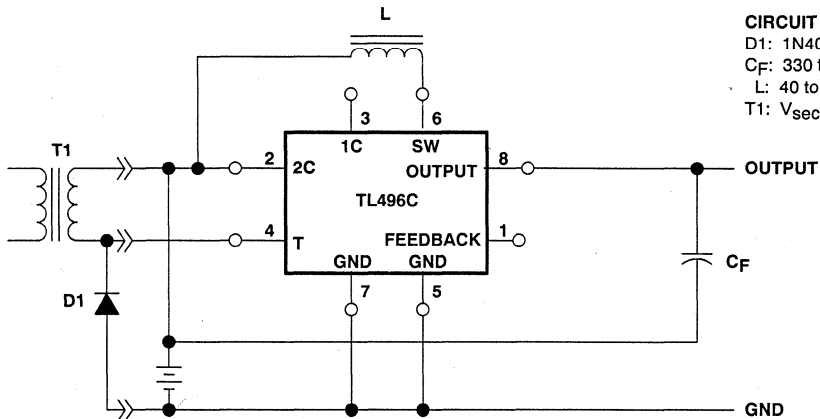 L
CIRCUIT
D1: 1N40
CF: 330 t
L: 40 to
T1: Vsec
3
6
T1
1C
SW
2
2C
OUTPUT
8
OUTPUT
TL496C
4
T
FEEDBACK
1
GND
GND
CF
7
5
D1
GND